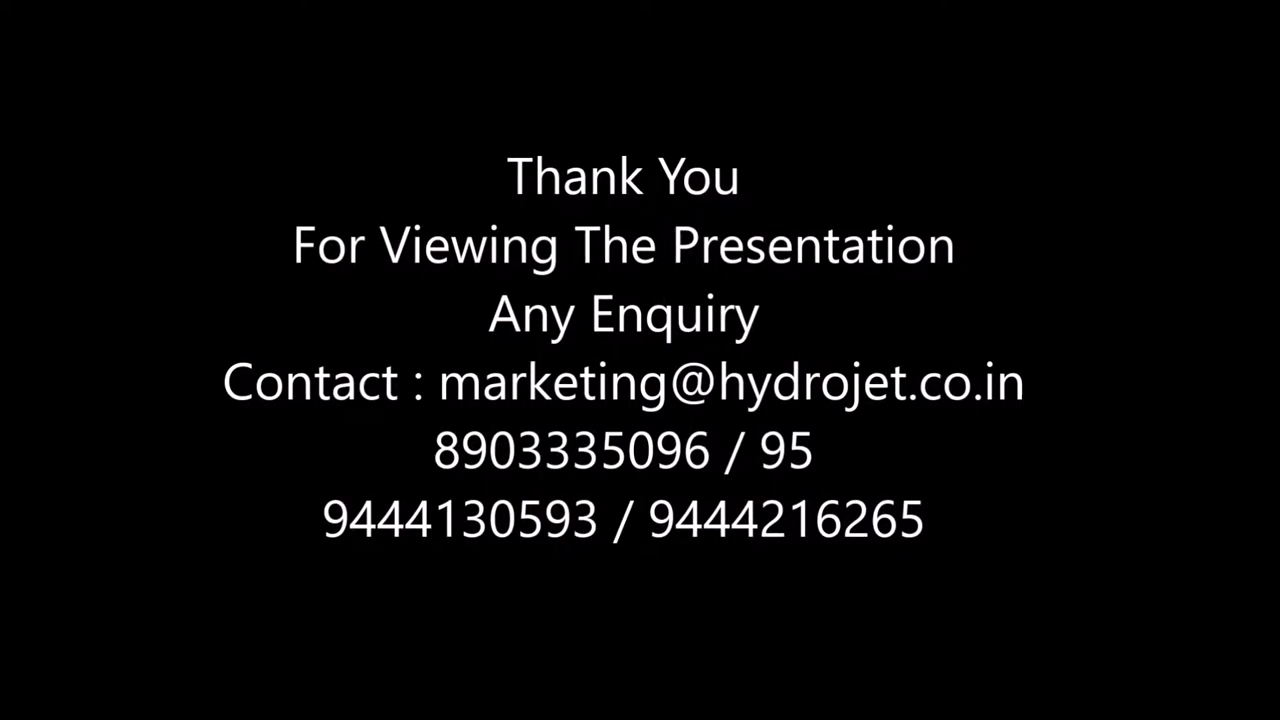 Thank You
For Viewing The Presentation
Any Enquiry
Contact : marketing@hydrojet.co.in
8903335096 / 95
9444130593 / 9444216265